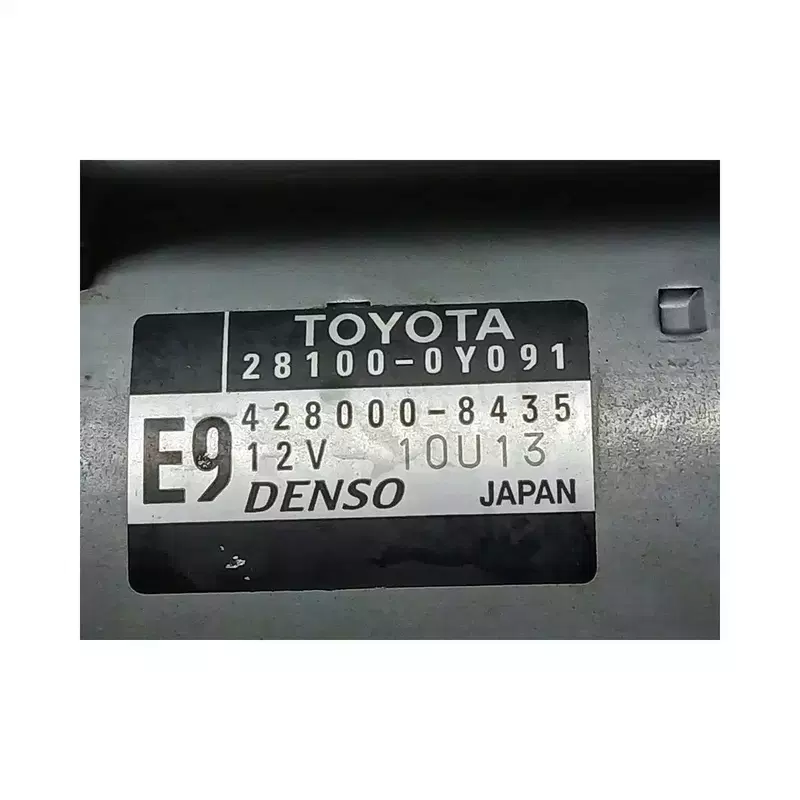 TOYOTA
28100-0Y091
E9
428000-8435
12V 10U13
DENSO JAPAN